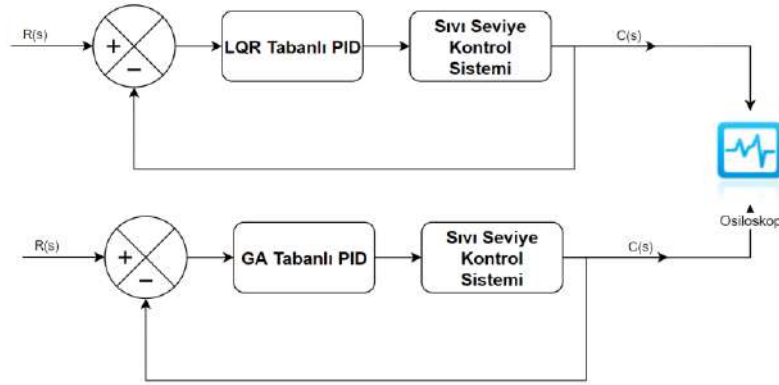 R(s)
+
−
LQR Tabanlı PID
Sıvı Seviye
Kontrol
Sistemi
C(s)
Osiloskop
R(s)
+
−
GA Tabanlı PID
Sıvı Seviye
Kontrol
Sistemi
C(s)